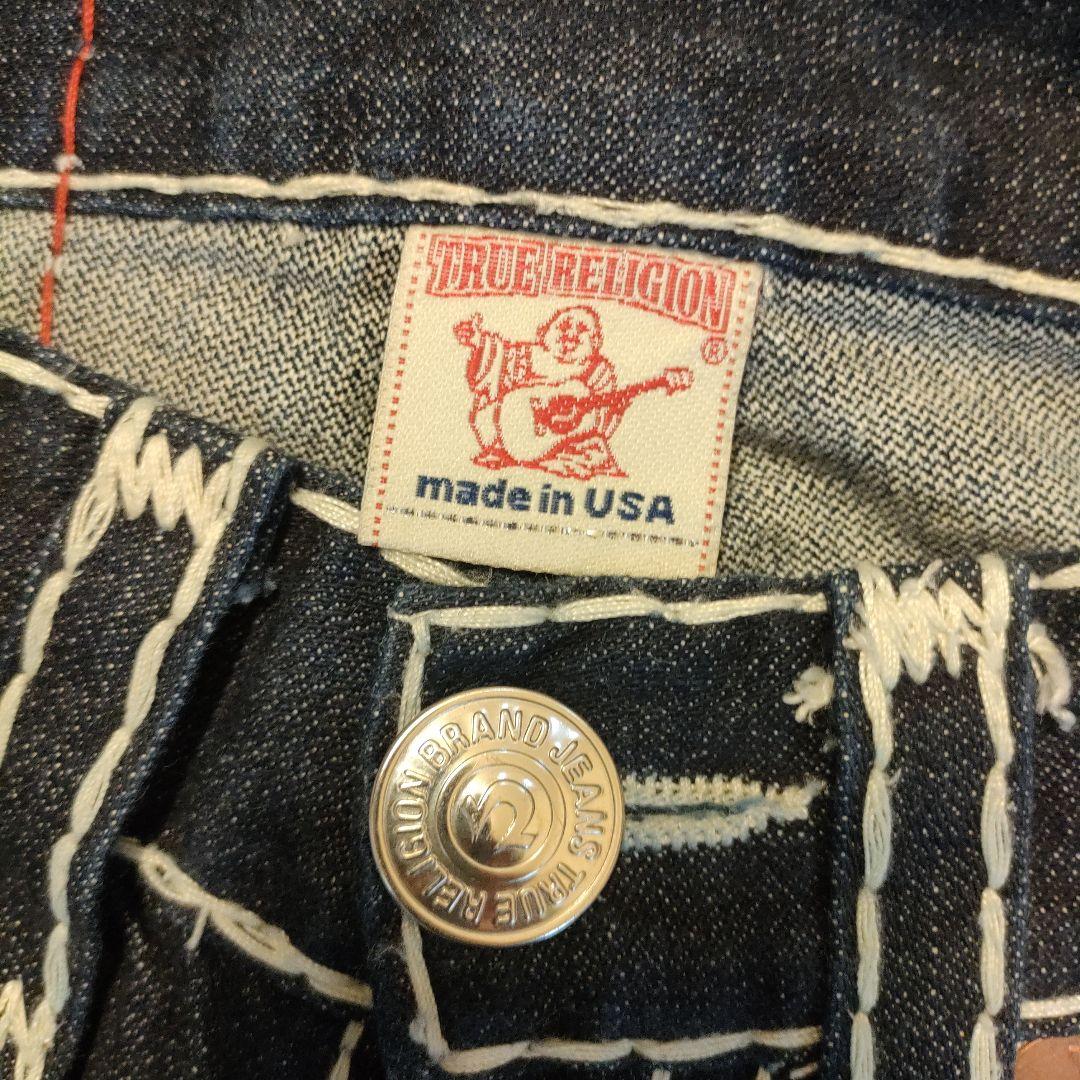 TRUE RELIGION
®
made in USA
TRUE RELIGION BRAND JEANS